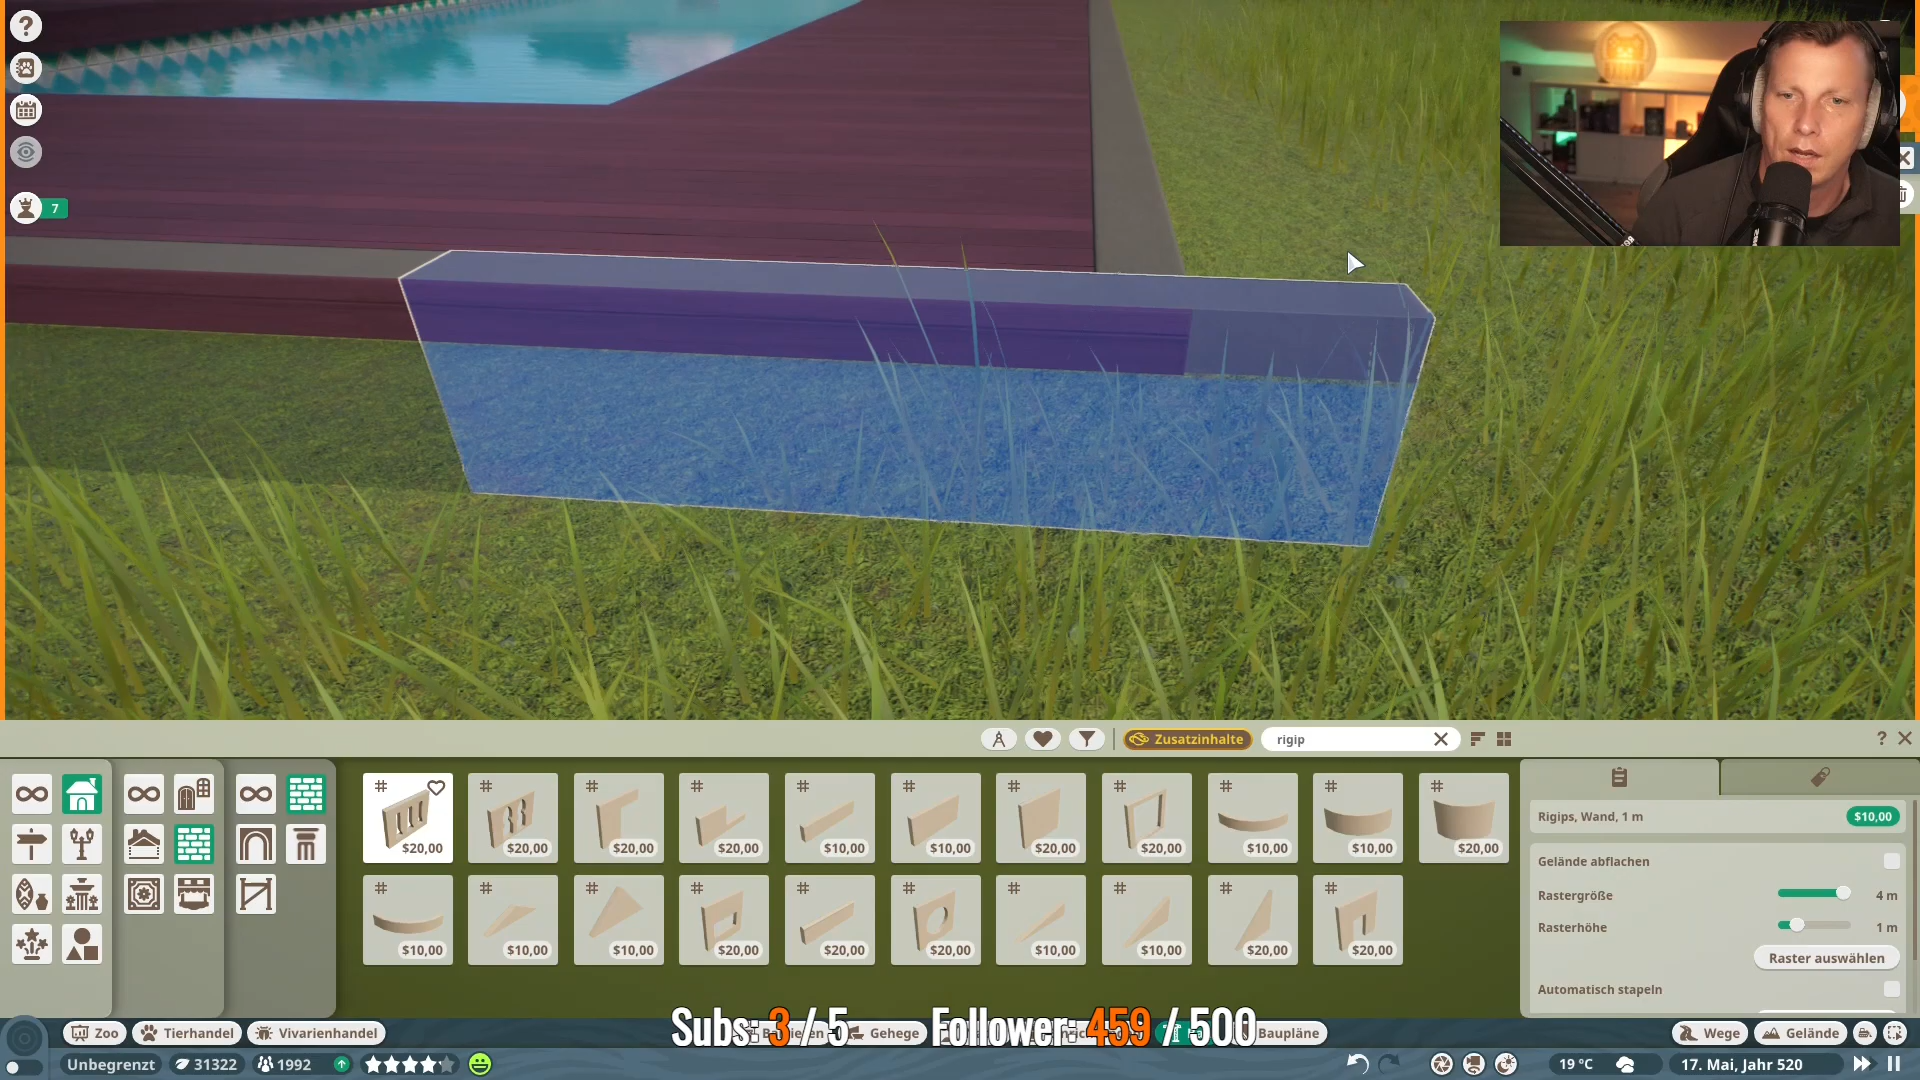 7
Zusatzinhalte
rigip
$20,00 $20,00 $20,00 $20,00 $10,00 $10,00 $20,00 $20,00 $10,00 $10,00 $20,00
$10,00 $10,00 $10,00 $20,00 $20,00 $20,00 $10,00 $10,00 $20,00 $20,00
Rigips, Wand, 1 m $10,00
Gelände abflachen
Rastergröße 4 m
Rasterhöhe 1 m
Raster auswählen
Automatisch stapeln
Subs: 3 / 5 Follower: 459 / 500
Zoo Tierhandel Vivarienhandel Gehege Baupläne Wege Gelände
Unbegrenzt 31322 1992 19 °C 17. Mai, Jahr 520